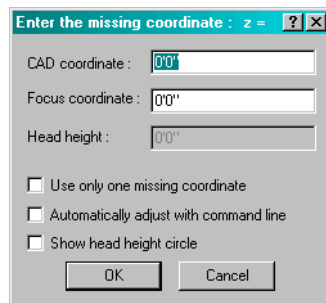 Enter the missing coordinate : z =
CAD coordinate : 0'0"
Focus coordinate : 0'0"
Head height : 0'0"
Use only one missing coordinate
Automatically adjust with command line
Show head height circle
OK Cancel